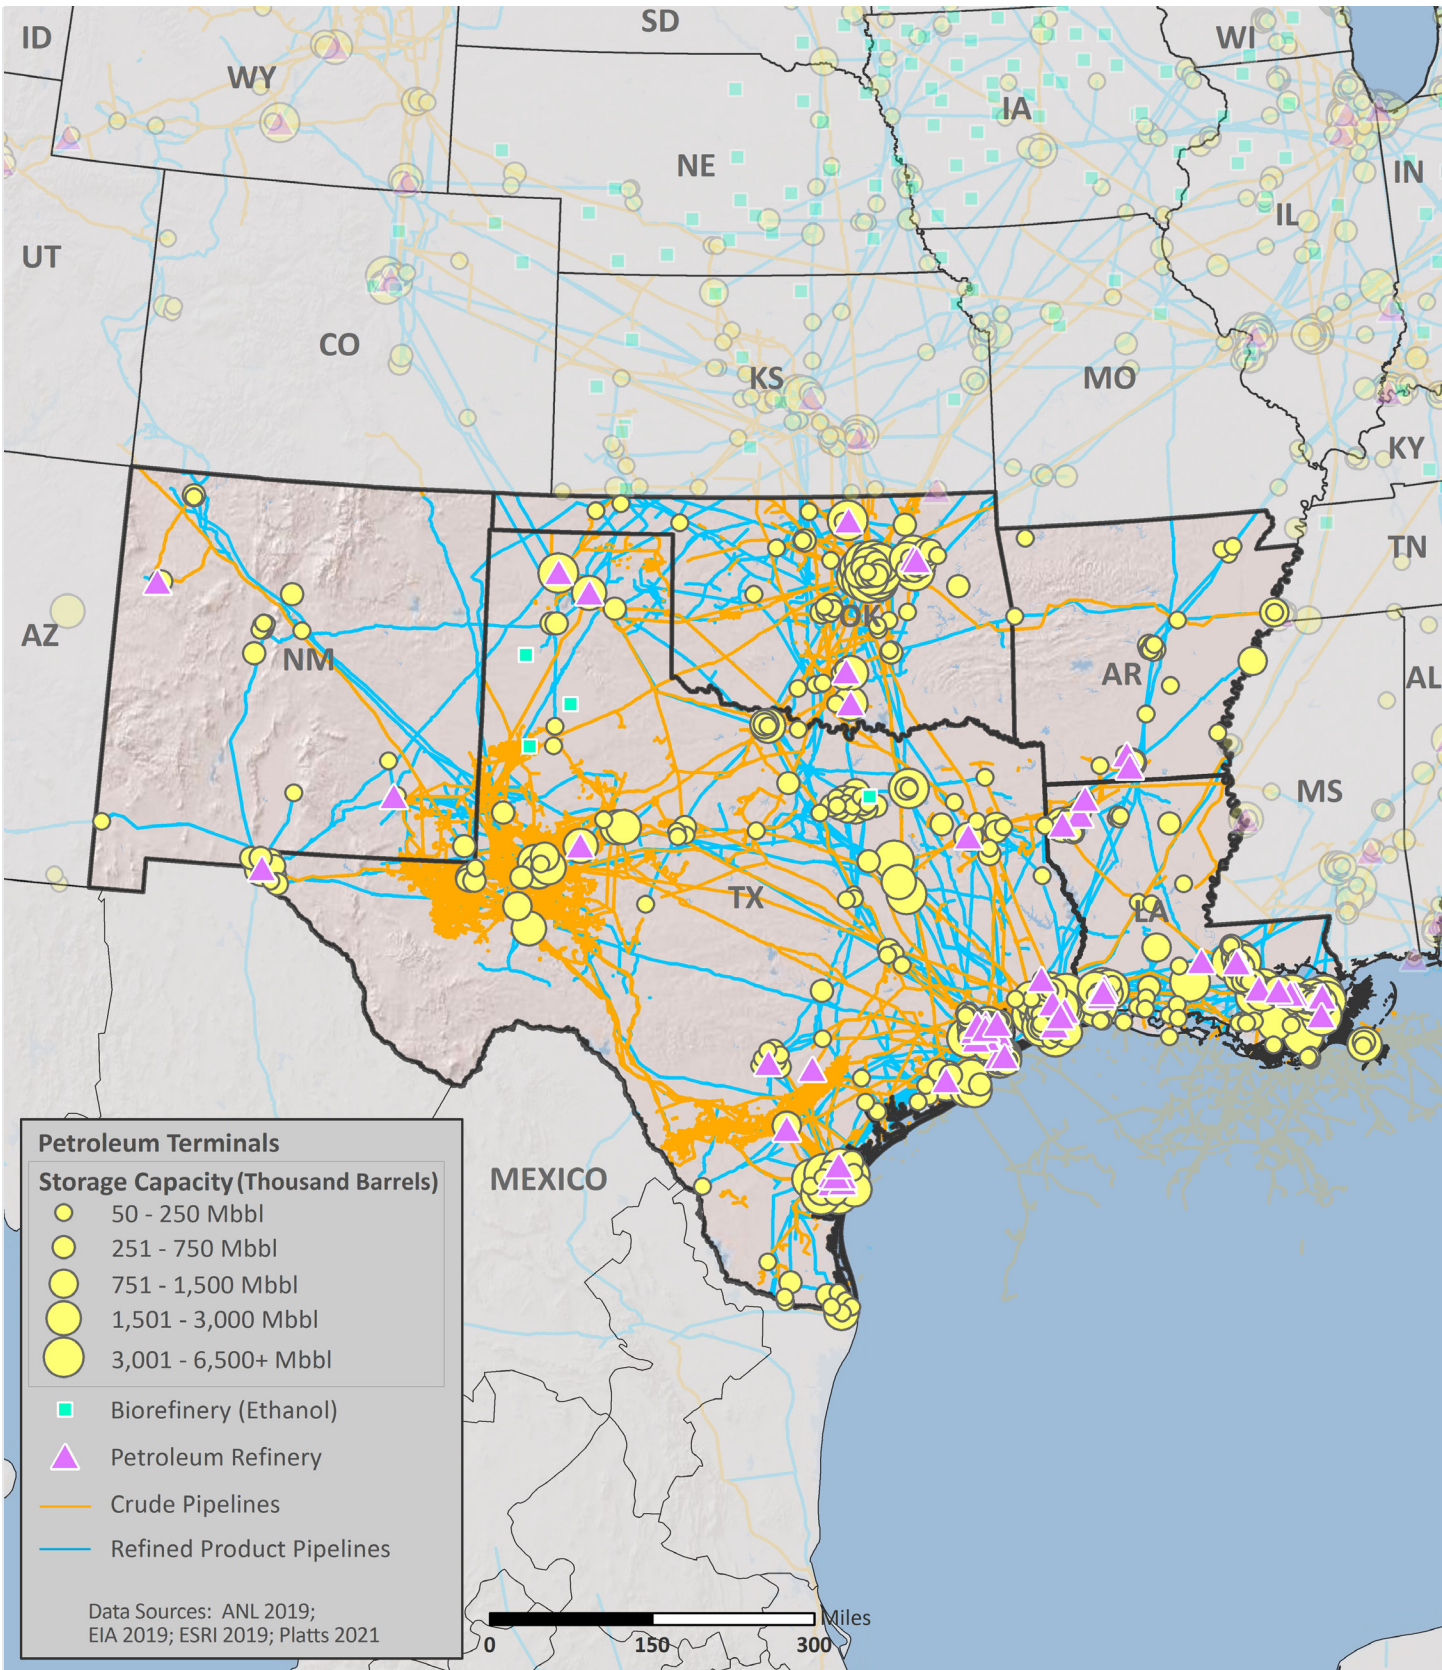 ID
SD
WI
WY
IA
NE
IN
IL
UT
CO
KS
MO
KY
TN
AZ
NM
OK
AR
AL
MS
TX
LA
MEXICO
Petroleum Terminals
Storage Capacity (Thousand Barrels)
50 - 250 Mbbl
251 - 750 Mbbl
751 - 1,500 Mbbl
1,501 - 3,000 Mbbl
3,001 - 6,500+ Mbbl
Biorefinery (Ethanol)
Petroleum Refinery
Crude Pipelines
Refined Product Pipelines
Data Sources: ANL 2019;
EIA 2019; ESRI 2019; Platts 2021
Miles
0 150 300